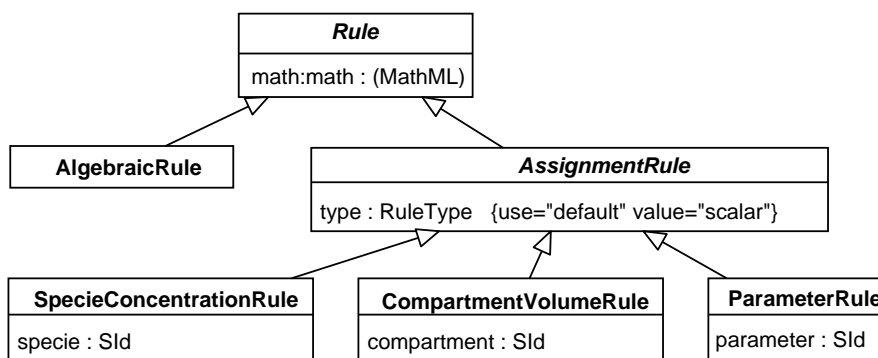 Rule
math:math : (MathML)
AlgebraicRule
AssignmentRule
type : RuleType {use="default" value="scalar"}
SpecieConcentrationRule
specie : SId
CompartmentVolumeRule
compartment : SId
ParameterRule
parameter : SId